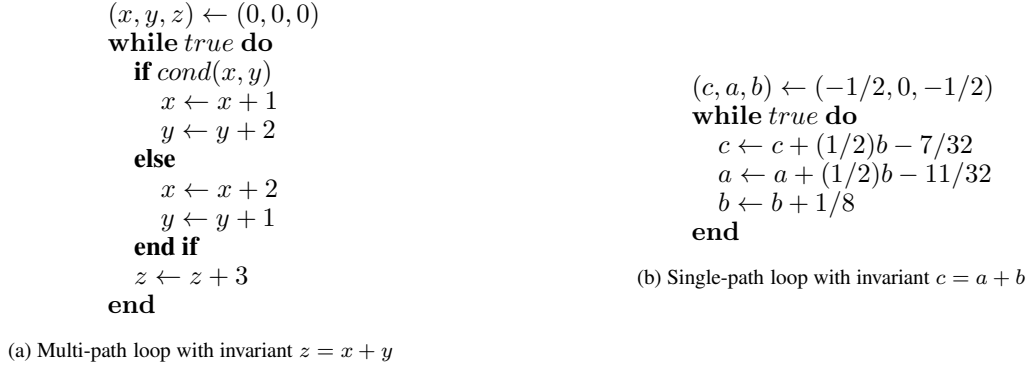 (x, y, z) ← (0, 0, 0)
while true do
if cond(x, y)
x ← x + 1
y ← y + 2
else
x ← x + 2
y ← y + 1
end if
z ← z + 3
end
(a) Multi-path loop with invariant z = x + y
(c, a, b) ← (−1/2, 0, −1/2)
while true do
c ← c + (1/2)b − 7/32
a ← a + (1/2)b − 11/32
b ← b + 1/8
end
(b) Single-path loop with invariant c = a + b